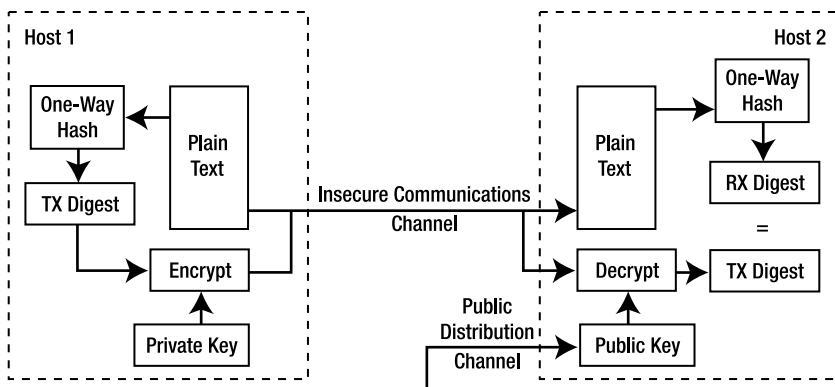 Host 1
One-Way
Hash
Plain
Text
TX Digest
Encrypt
Private Key
Insecure Communications
Channel
Public
Distribution
Channel
Host 2
Plain
Text
One-Way
Hash
RX Digest
=
Decrypt
TX Digest
Public Key